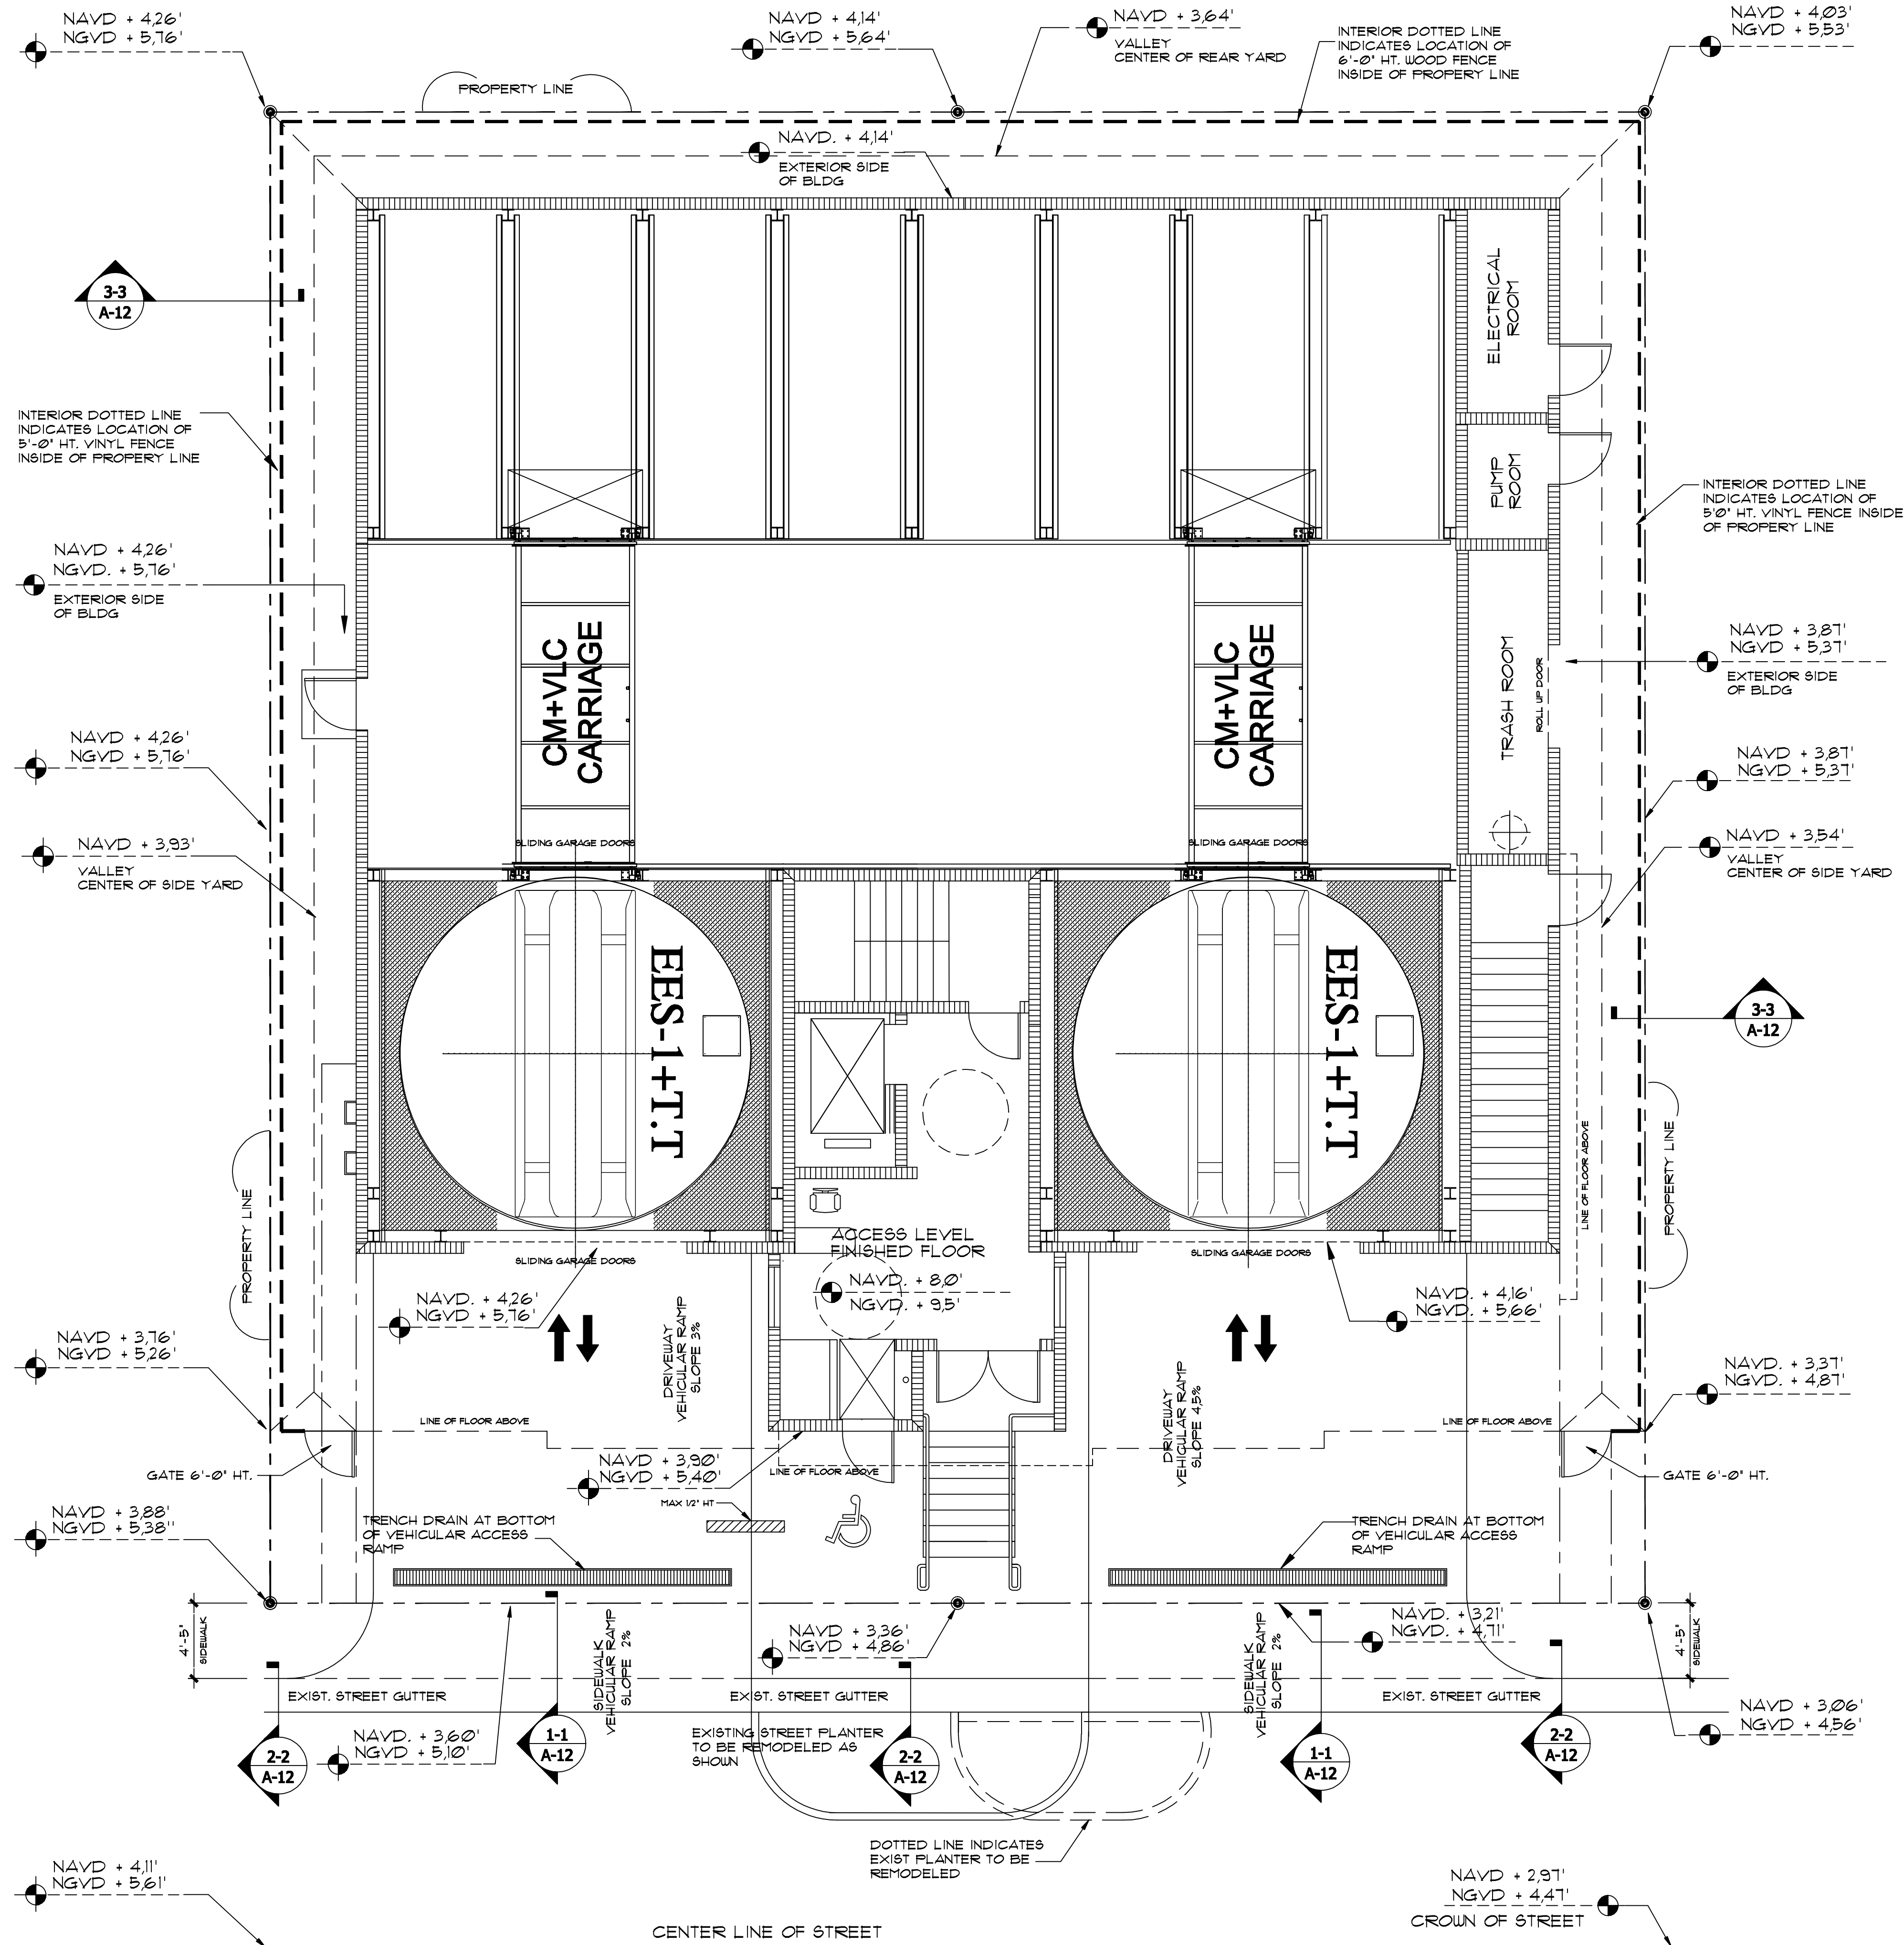 NAVD + 4,26'
NGVD + 5,76'
NAVD + 4,14'
NGVD + 5,64'
NAVD + 3,64'
VALLEY
CENTER OF REAR YARD
INTERIOR DOTTED LINE
INDICATES LOCATION OF
6'-0" HT. WOOD FENCE
INSIDE OF PROPERY LINE
NAVD + 4,03'
NGVD + 5,53'
PROPERTY LINE
NAVD. + 4,14'
EXTERIOR SIDE
OF BLDG
3-3
A-12
ELECTRICAL
ROOM
INTERIOR DOTTED LINE
INDICATES LOCATION OF
5'-0" HT. VINYL FENCE
INSIDE OF PROPERY LINE
PUMP
ROOM
INTERIOR DOTTED LINE
INDICATES LOCATION OF
5'0" HT. VINYL FENCE INSIDE
OF PROPERY LINE
NAVD + 4,26'
NGVD. + 5,76'
EXTERIOR SIDE
OF BLDG
CM+VLC
CARRIAGE
CM+VLC
CARRIAGE
TRASH ROOM
ROLL UP DOOR
NAVD + 3,87'
NGVD + 5,37'
EXTERIOR SIDE
OF BLDG
NAVD + 4,26'
NGVD + 5,76'
NAVD + 3,87'
NGVD + 5,37'
NAVD + 3,93'
VALLEY
CENTER OF SIDE YARD
SLIDING GARAGE DOORS
SLIDING GARAGE DOORS
NAVD + 3,54'
VALLEY
CENTER OF SIDE YARD
EES-1+T.T
EES-1+T.T
3-3
A-12
LINE OF FLOOR ABOVE
PROPERTY LINE
PROPERTY LINE
ACCESS LEVEL
FINISHED FLOOR
SLIDING GARAGE DOORS
SLIDING GARAGE DOORS
NAVD. + 8,0'
NGVD. + 9,5'
NAVD. + 4,26'
NGVD. + 5,76'
NAVD. + 4,16'
NGVD. + 5,66'
DRIVEWAY
VEHICULAR RAMP
SLOPE 3%
DRIVEWAY
VEHICULAR RAMP
SLOPE 4,5%
NAVD + 3,76'
NGVD + 5,26'
NAVD. + 3,37'
NGVD. + 4,87'
LINE OF FLOOR ABOVE
LINE OF FLOOR ABOVE
NAVD + 3,90'
NGVD + 5,40'
LINE OF FLOOR ABOVE
GATE 6'-0" HT.
GATE 6'-0" HT.
MAX 1/2" HT
NAVD + 3,88'
NGVD + 5,38''
TRENCH DRAIN AT BOTTOM
OF VEHICULAR ACCESS
RAMP
TRENCH DRAIN AT BOTTOM
OF VEHICULAR ACCESS
RAMP
4'-5"
SIDEWALK
SIDEWALK
VEHICULAR RAMP
SLOPE 2%
NAVD + 3,36'
NGVD + 4,86'
SIDEWALK
VEHICULAR RAMP
SLOPE 2%
NAVD. + 3,21'
NGVD. + 4,71'
4'-5"
SIDEWALK
EXIST. STREET GUTTER
EXIST. STREET GUTTER
EXIST. STREET GUTTER
2-2
A-12
NAVD. + 3,60'
NGVD + 5,10'
1-1
A-12
EXISTING STREET PLANTER
TO BE REMODELED AS
SHOWN
2-2
A-12
1-1
A-12
2-2
A-12
NAVD + 3,06'
NGVD + 4,56'
DOTTED LINE INDICATES
EXIST PLANTER TO BE
REMODELED
NAVD + 4,11'
NGVD + 5,61'
NAVD + 2,97'
NGVD + 4,47'
CROWN OF STREET
CENTER LINE OF STREET